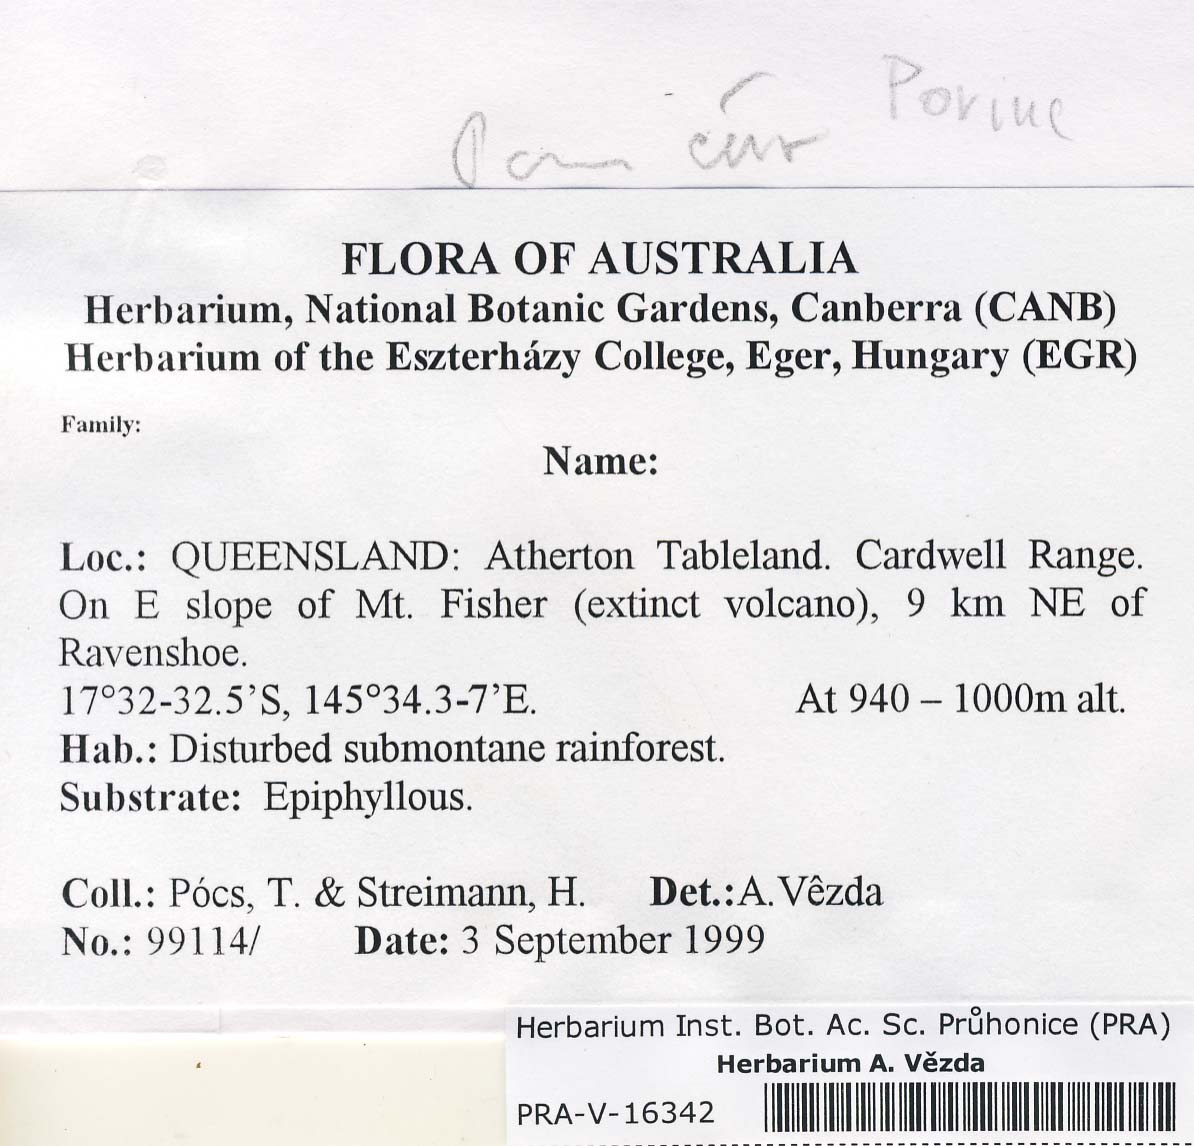 FLORA OF AUSTRALIA
Herbarium, National Botanic Gardens, Canberra (CANB)
Herbarium of the Eszterházy College, Eger, Hungary (EGR)
Family:
Name:
Loc.: QUEENSLAND: Atherton Tableland. Cardwell Range.
On E slope of Mt. Fisher (extinct volcano), 9 km NE of
Ravenshoe.
17°32-32.5’S, 145°34.3-7’E. At 940 – 1000m alt.
Hab.: Disturbed submontane rainforest.
Substrate: Epiphyllous.
Coll.: Pócs, T. & Streimann, H. Det.:A. Vêzda
No.: 99114/ Date: 3 September 1999
Herbarium Inst. Bot. Ac. Sc. Průhonice (PRA)
Herbarium A. Vězda
PRA-V-16342